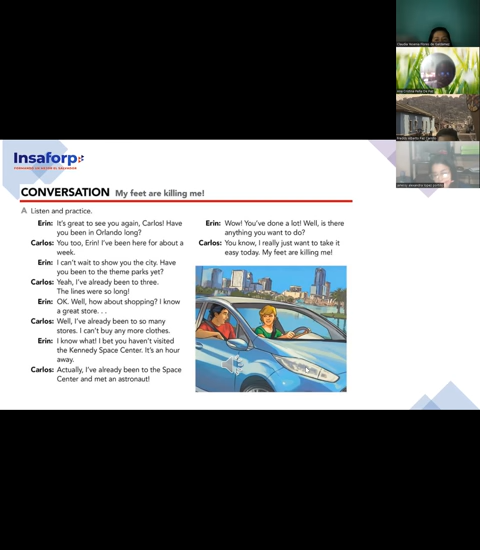 Insaforp
CONVERSATION My feet are killing me!
A Listen and practice.
Erin: It's great to see you again, Carlos! Have
you been in Orlando long?
Carlos: You too, Erin! I've been here for about a
week.
Erin: I can't wait to show you the city. Have
you been to the theme parks yet?
Carlos: Yeah, I've already been to three.
The lines were so long!
Erin: OK. Well, how about shopping? I know
a great store. . .
Carlos: Well, I've already been to so many
stores. I can't buy any more clothes.
Erin: I know what! I bet you haven't visited
the Kennedy Space Center. It's an hour
away.
Carlos: Actually, I've already been to the Space
Center and met an astronaut!
Erin: Wow! You've done a lot! Well, is there
anything you want to do?
Carlos: You know, I really just want to take it
easy today. My feet are killing me!